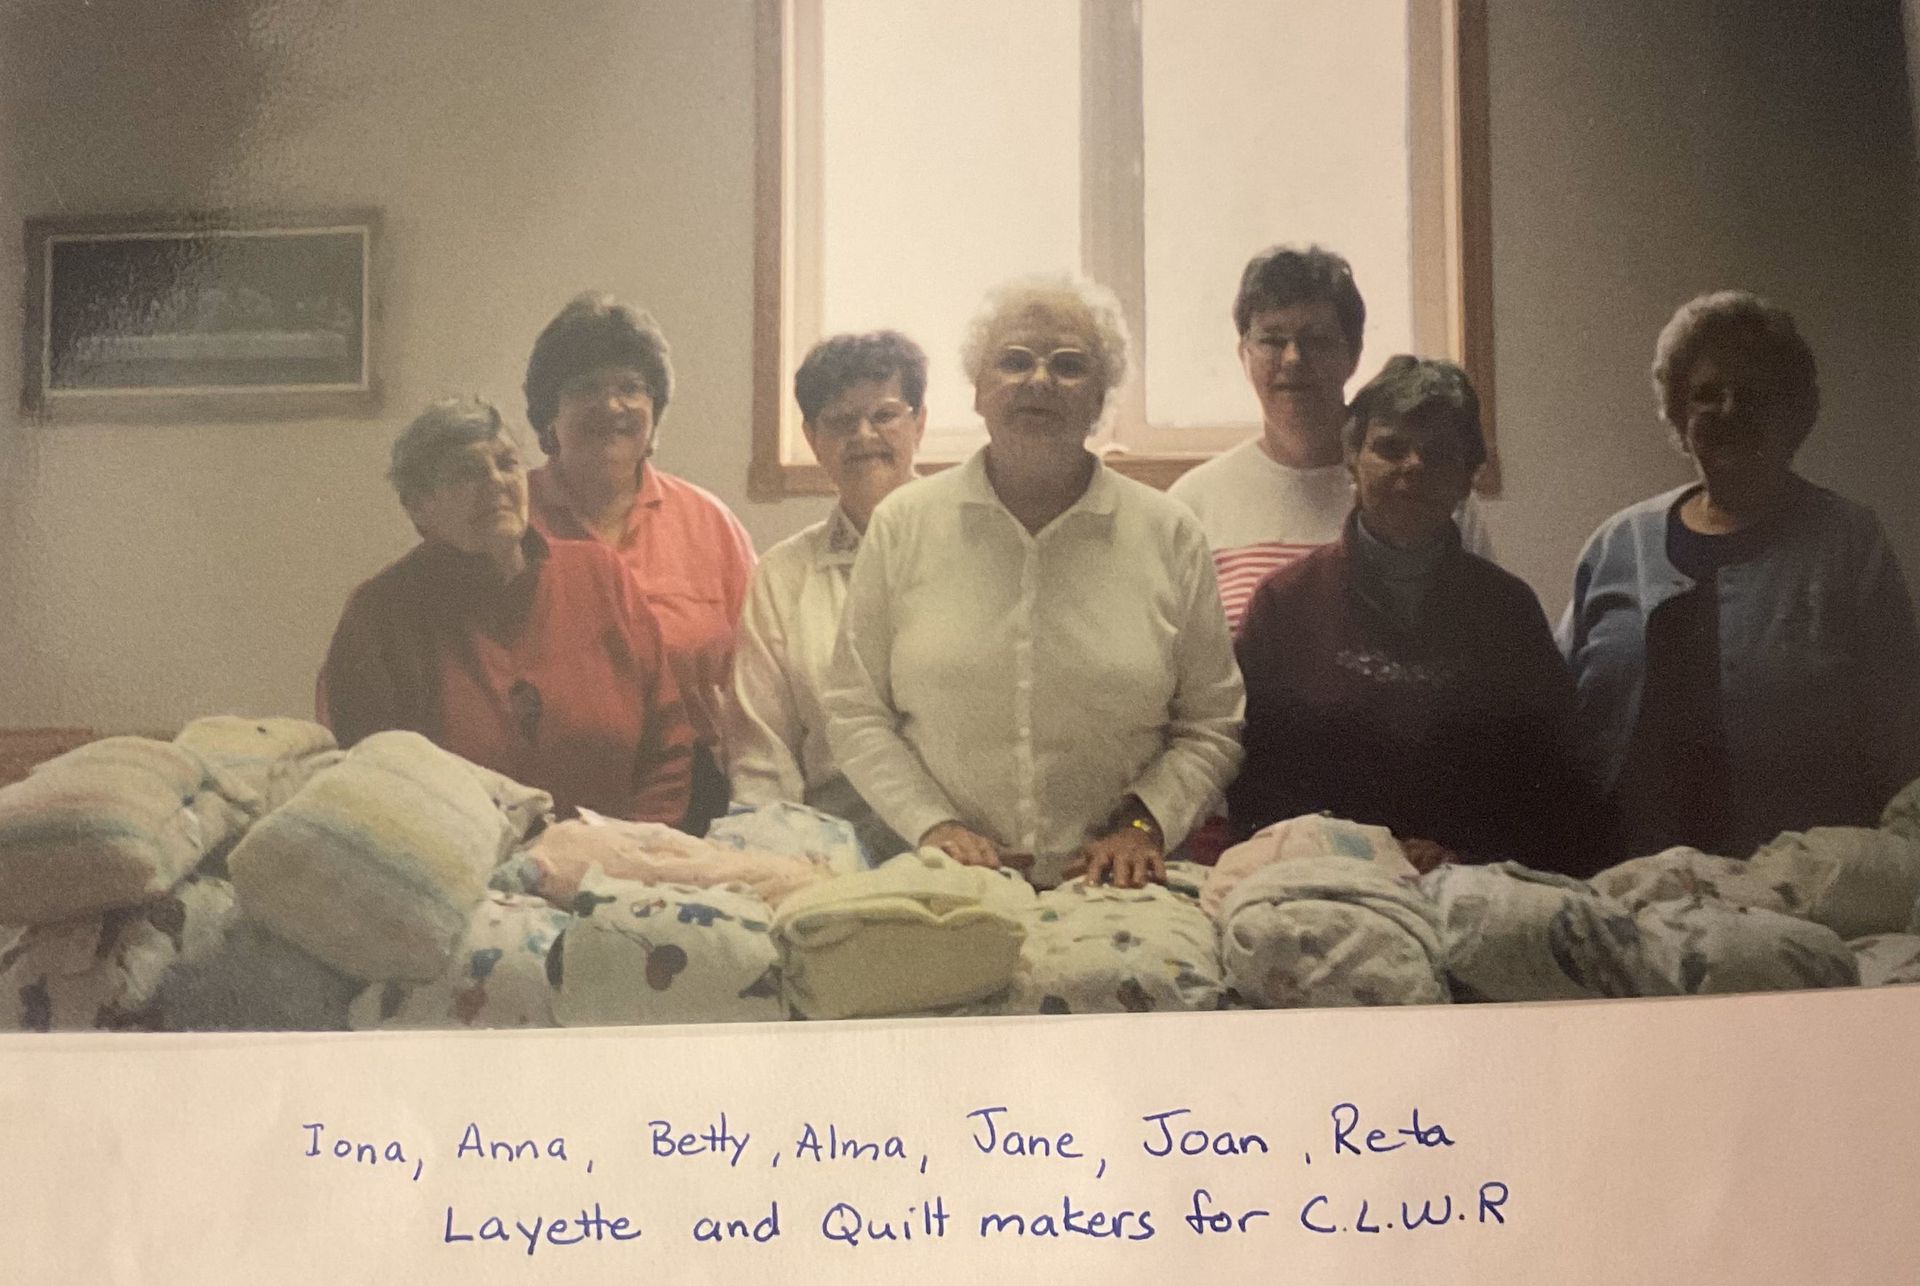 Iona, Anna, Betty, Alma, Jane, Joan, Reta
Layette and Quilt makers for C.L.W.R